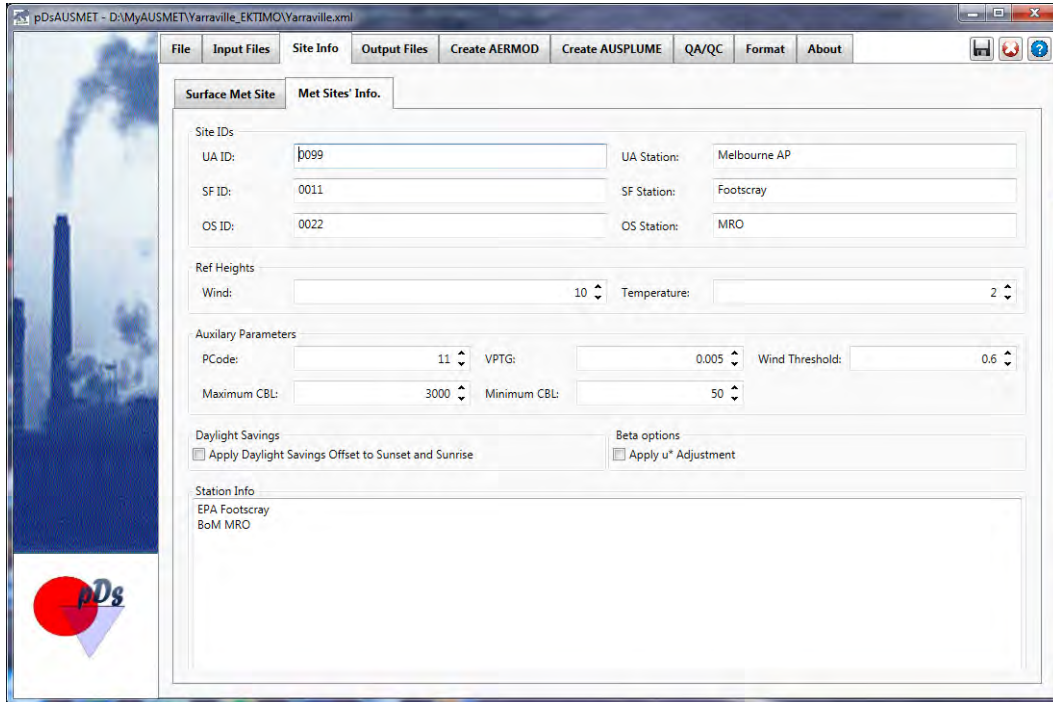 pDsAUSMET - D:\MyAUSMET\Yarraville_EKTIMO\Yarraville.xml
File Input Files Site Info Output Files Create AERMOD Create AUSPLUME QA/QC Format About
Surface Met Site Met Sites' Info.
Site IDs
UA ID: 0099 UA Station: Melbourne AP
SF ID: 0011 SF Station: Footscray
OS ID: 0022 OS Station: MRO
Ref Heights
Wind: 10 Temperature: 2
Auxilary Parameters
PCode: 11 VPTG: 0.005 Wind Threshold: 0.6
Maximum CBL: 3000 Minimum CBL: 50
Daylight Savings Beta options
Apply Daylight Savings Offset to Sunset and Sunrise Apply u* Adjustment
Station Info
EPA Footscray
BoM MRO
pDs